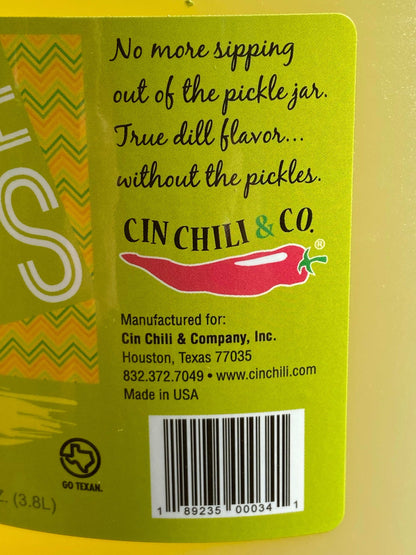 No more sipping
out of the pickle jar.
True dill flavor...
without the pickles.
S
CIN CHILI & CO.
®
Manufactured for:
Cin Chili & Company, Inc.
Houston, Texas 77035
832.372.7049 • www.cinchili.com
Made in USA
GO TEXAN.
Z. (3.8L)
1 89235 00034 1